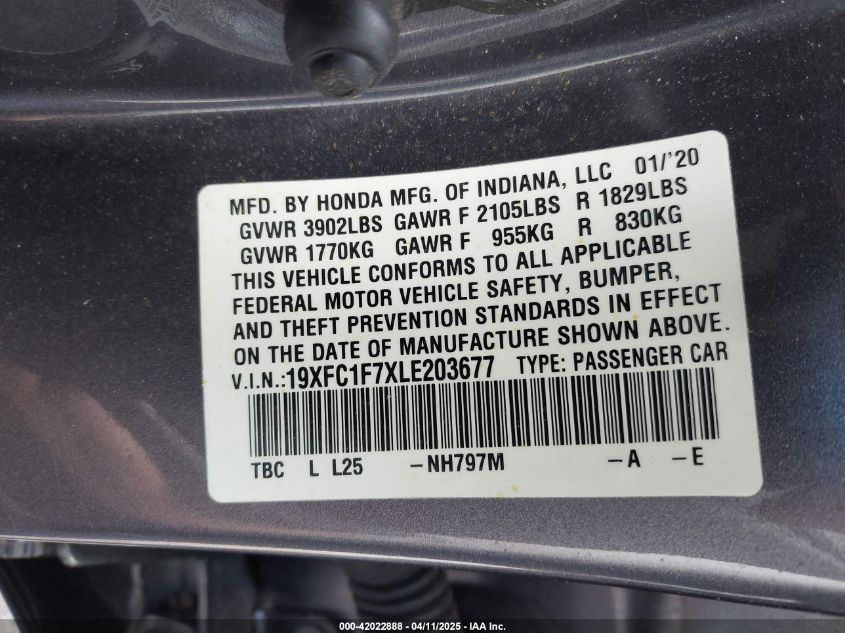 MFD. BY HONDA MFG. OF INDIANA, LLC 01/'20
GVWR 3902LBS GAWR F 2105LBS R 1829LBS
GVWR 1770KG GAWR F 955KG R 830KG
THIS VEHICLE CONFORMS TO ALL APPLICABLE
FEDERAL MOTOR VEHICLE SAFETY, BUMPER,
AND THEFT PREVENTION STANDARDS IN EFFECT
ON THE DATE OF MANUFACTURE SHOWN ABOVE.
V.I.N.:19XFC1F7XLE203677 TYPE: PASSENGER CAR
TBC L L25 -NH797M -A -E
000-42022888 - 04/11/2025 - IAA Inc.